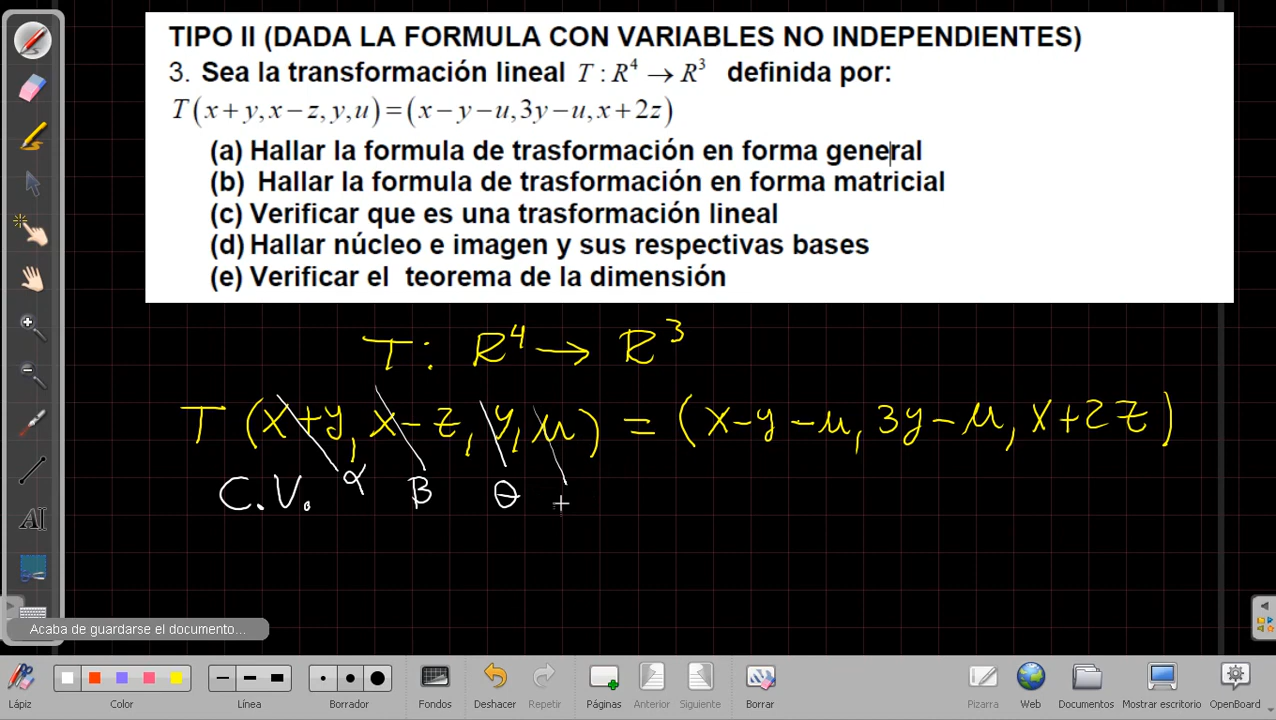 TIPO II (DADA LA FORMULA CON VARIABLES NO INDEPENDIENTES)
3. Sea la transformación lineal T : R⁴ → R³ definida por:
T(x+y, x−z, y, u) = (x−y−u, 3y−u, x+2z)
(a) Hallar la formula de trasformación en forma general
(b) Hallar la formula de trasformación en forma matricial
(c) Verificar que es una trasformación lineal
(d) Hallar núcleo e imagen y sus respectivas bases
(e) Verificar el teorema de la dimensión
T: R⁴ → R³
T (x+y, x−z, y, u) = (x−y−u, 3y−u, x+2z)
C.V. α β θ
Acaba de guardarse el documento...
Lápiz Color Línea Borrador Fondos Deshacer Repetir Páginas Anterior Siguiente Borrar Pizarra Web Documentos Mostrar escritorio OpenBoard